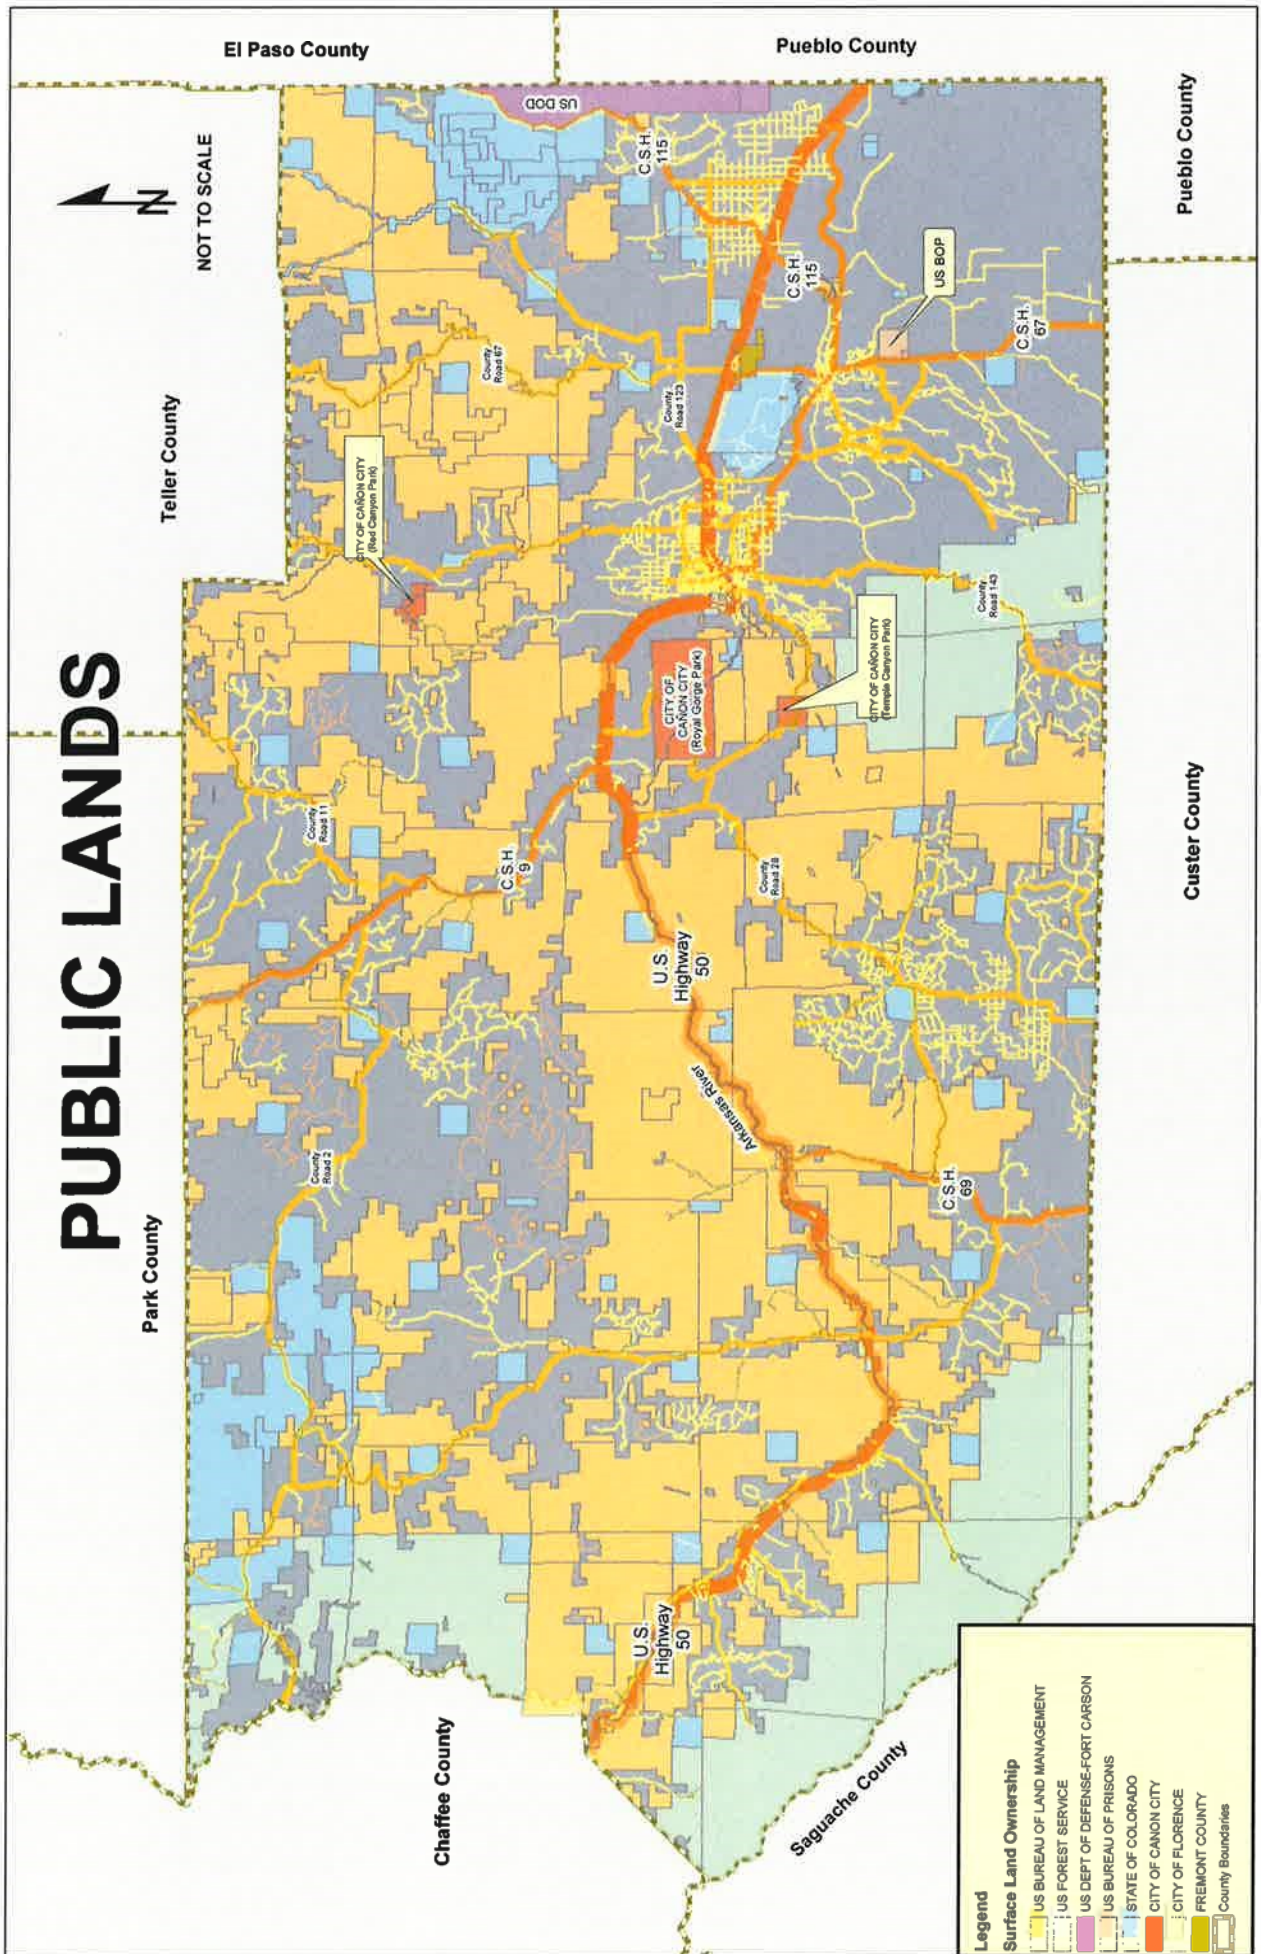 PUBLIC LANDS
El Paso County
Pueblo County
Pueblo County
Teller County
Park County
Chaffee County
Saguache County
Custer County
N
NOT TO SCALE
US DOD
C.S.H.
115
C.S.H.
115
US BOP
C.S.H.
67
County
Road 67
County
Road 123
CITY OF CAÑON CITY
(Red Canyon Park)
CITY OF
CAÑON CITY
(Royal Gorge Park)
CITY OF CAÑON CITY
(Temple Canyon Park)
County
Road 143
County
Road 11
C.S.H.
9
County
Road 28
U.S.
Highway
50
Arkansas River
County
Road 2
C.S.H.
69
U.S.
Highway
50
Legend
Surface Land Ownership
US BUREAU OF LAND MANAGEMENT
US FOREST SERVICE
US DEPT OF DEFENSE-FORT CARSON
US BUREAU OF PRISONS
STATE OF COLORADO
CITY OF CANON CITY
CITY OF FLORENCE
FREMONT COUNTY
County Boundaries